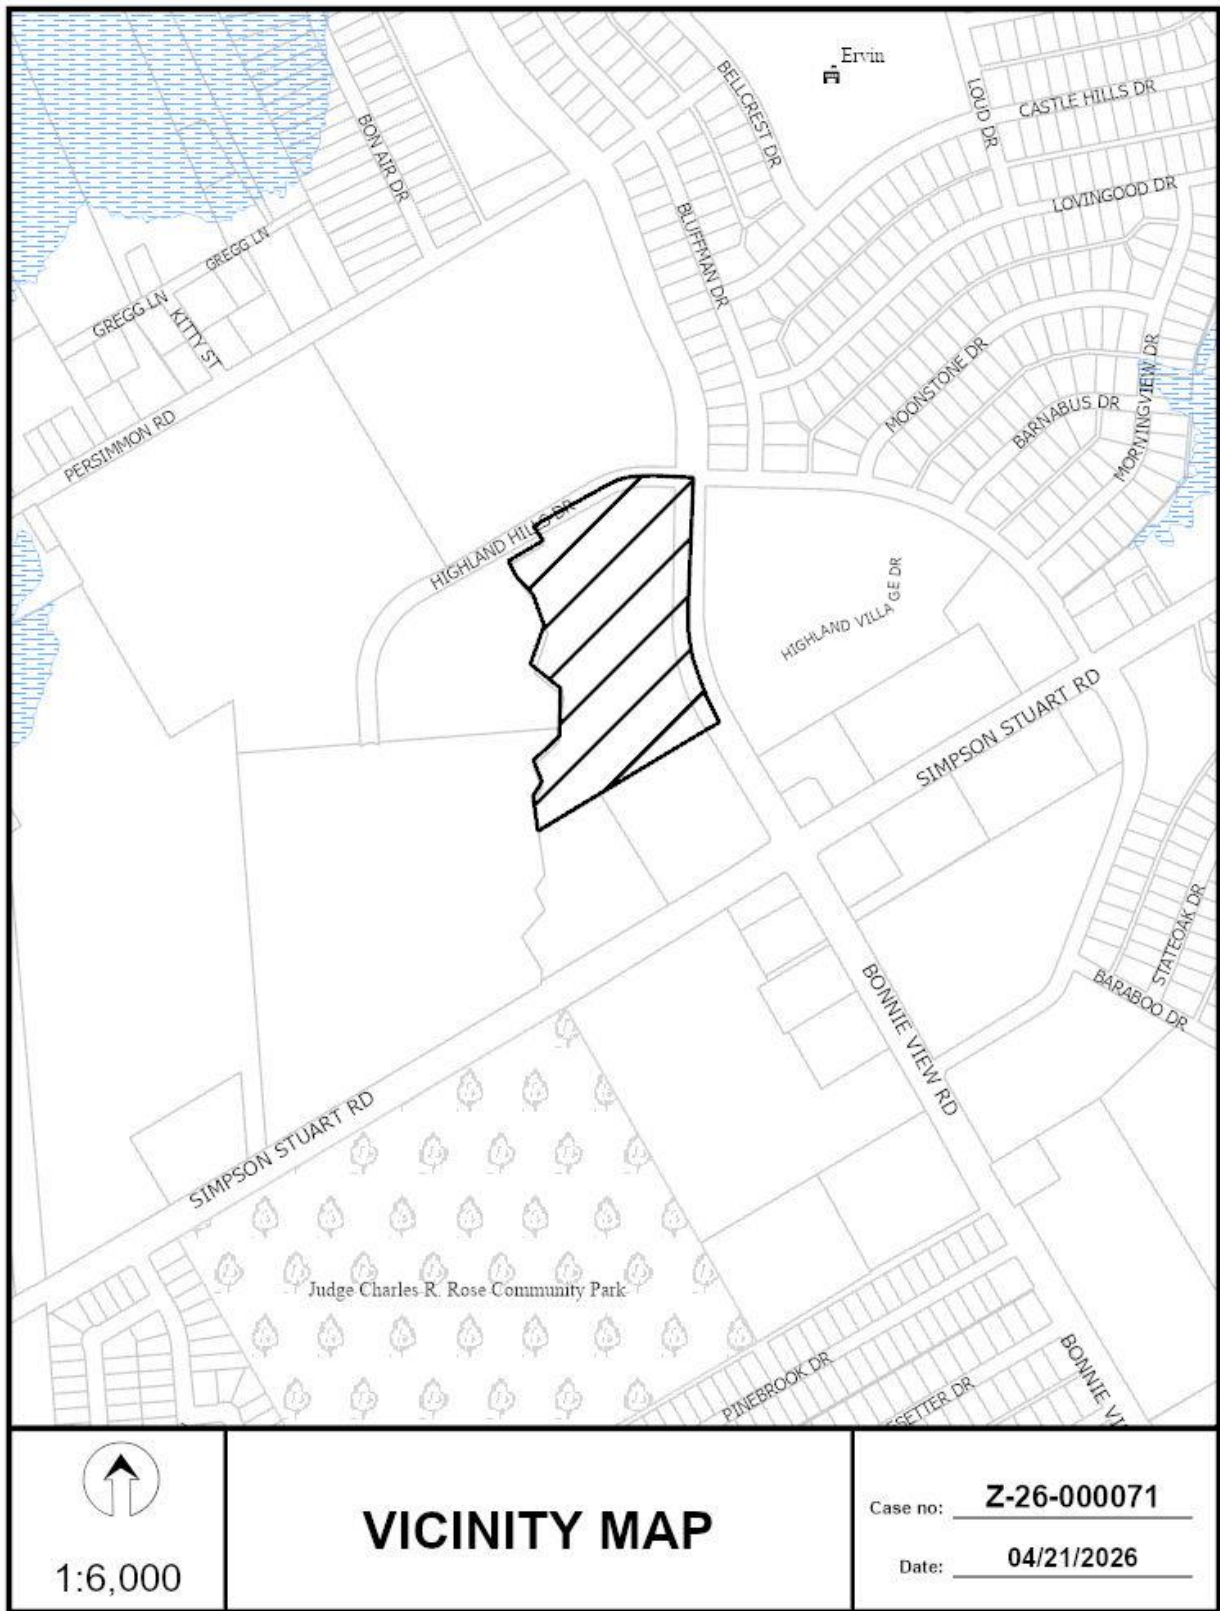 Ervin
BELLCREST DR
LOUD DR
CASTLE HILLS DR
BON AIR DR
LOVINGOOD DR
BLUFFMAN DR
GREGG LN
GREGG LN
KITTY ST
MOONSTONE DR
MORNINGVIEW DR
BARNABUS DR
PERSIMMON RD
HIGHLAND HILLS DR
HIGHLAND VILLAGE DR
SIMPSON STUART RD
STATEOAK DR
BARABOO DR
BONNIE VIEW RD
SIMPSON STUART RD
Judge Charles R. Rose Community Park
PINEBROOK DR
SETTER DR
BONNIE VI
1:6,000
VICINITY MAP
Case no: Z-26-000071
Date: 04/21/2026